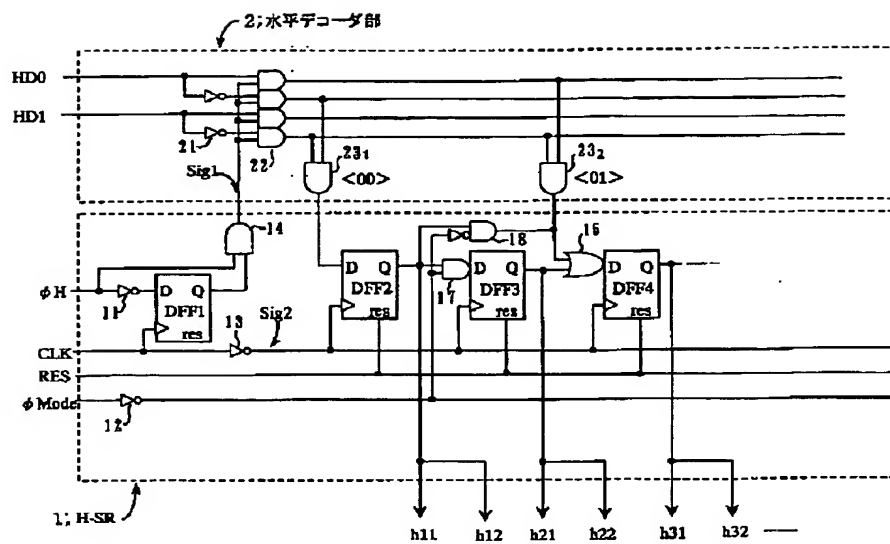 2;水平デコーダ部
HD0
HD1
21
22
23₁
<00>
23₂
<01>
Sig1
14
18
15
φH
11
D Q
DFF1
res
D Q
DFF2
res
17
D Q
DFF3
res
D Q
DFF4
res
13
Sig2
CLK
RES
φMode
12
1; H-SR
h11 h12 h21 h22 h31 h32